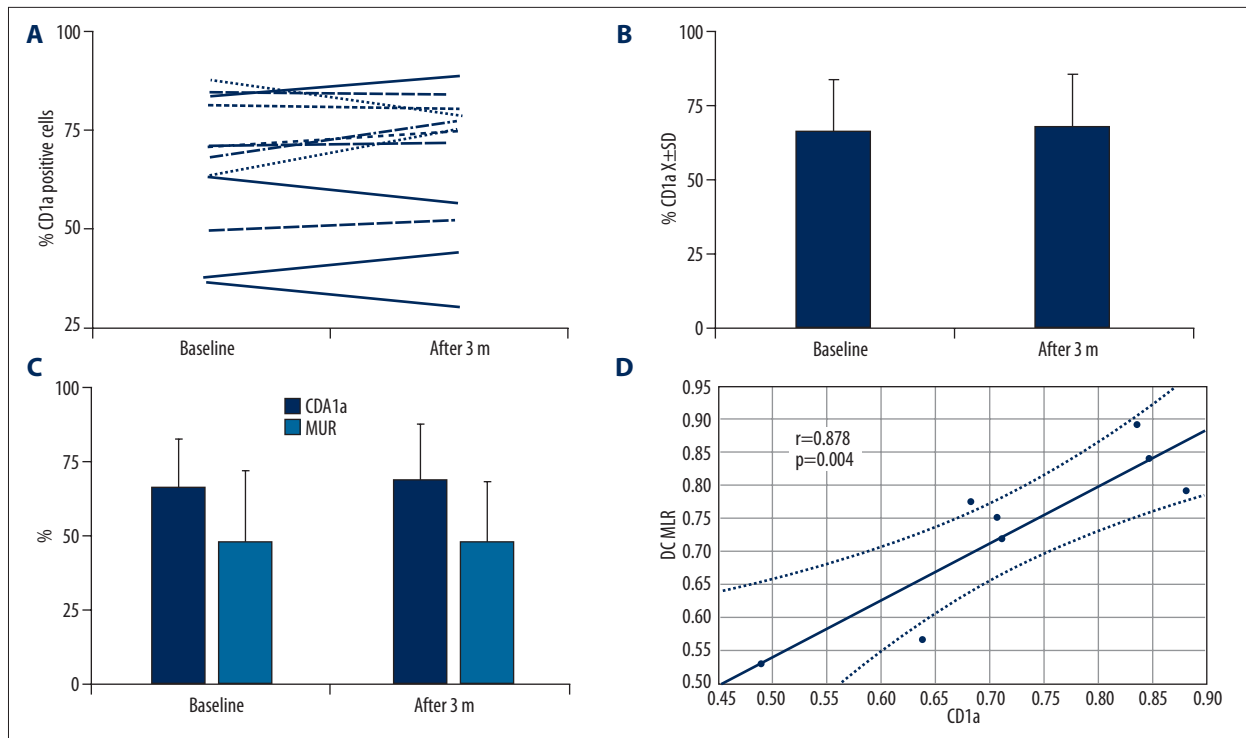 A
100
75
50
25
% CD1a positive cells
Baseline
After 3 m
B
100
75
50
25
0
% CD1a X±SD
Baseline
After 3 m
C
100
75
50
25
0
%
CDA1a
MUR
Baseline
After 3 m
D
0.95
0.90
0.85
0.80
0.75
0.70
0.65
0.60
0.55
0.50
DC MLR
r=0.878
p=0.004
0.45 0.50 0.55 0.60 0.65 0.70 0.75 0.80 0.85 0.90
CD1a